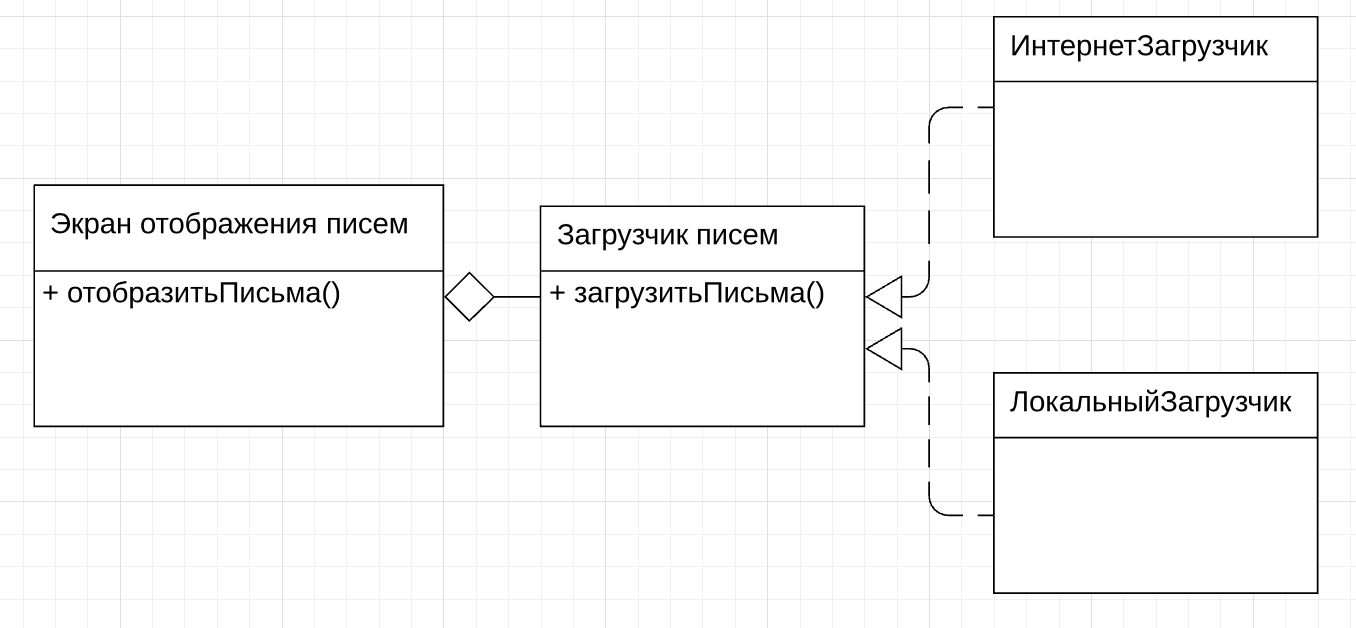 ИнтернетЗагрузчик
Экран отображения писем
+ отобразитьПисьма()
Загрузчик писем
+ загрузитьПисьма()
ЛокальныйЗагрузчик